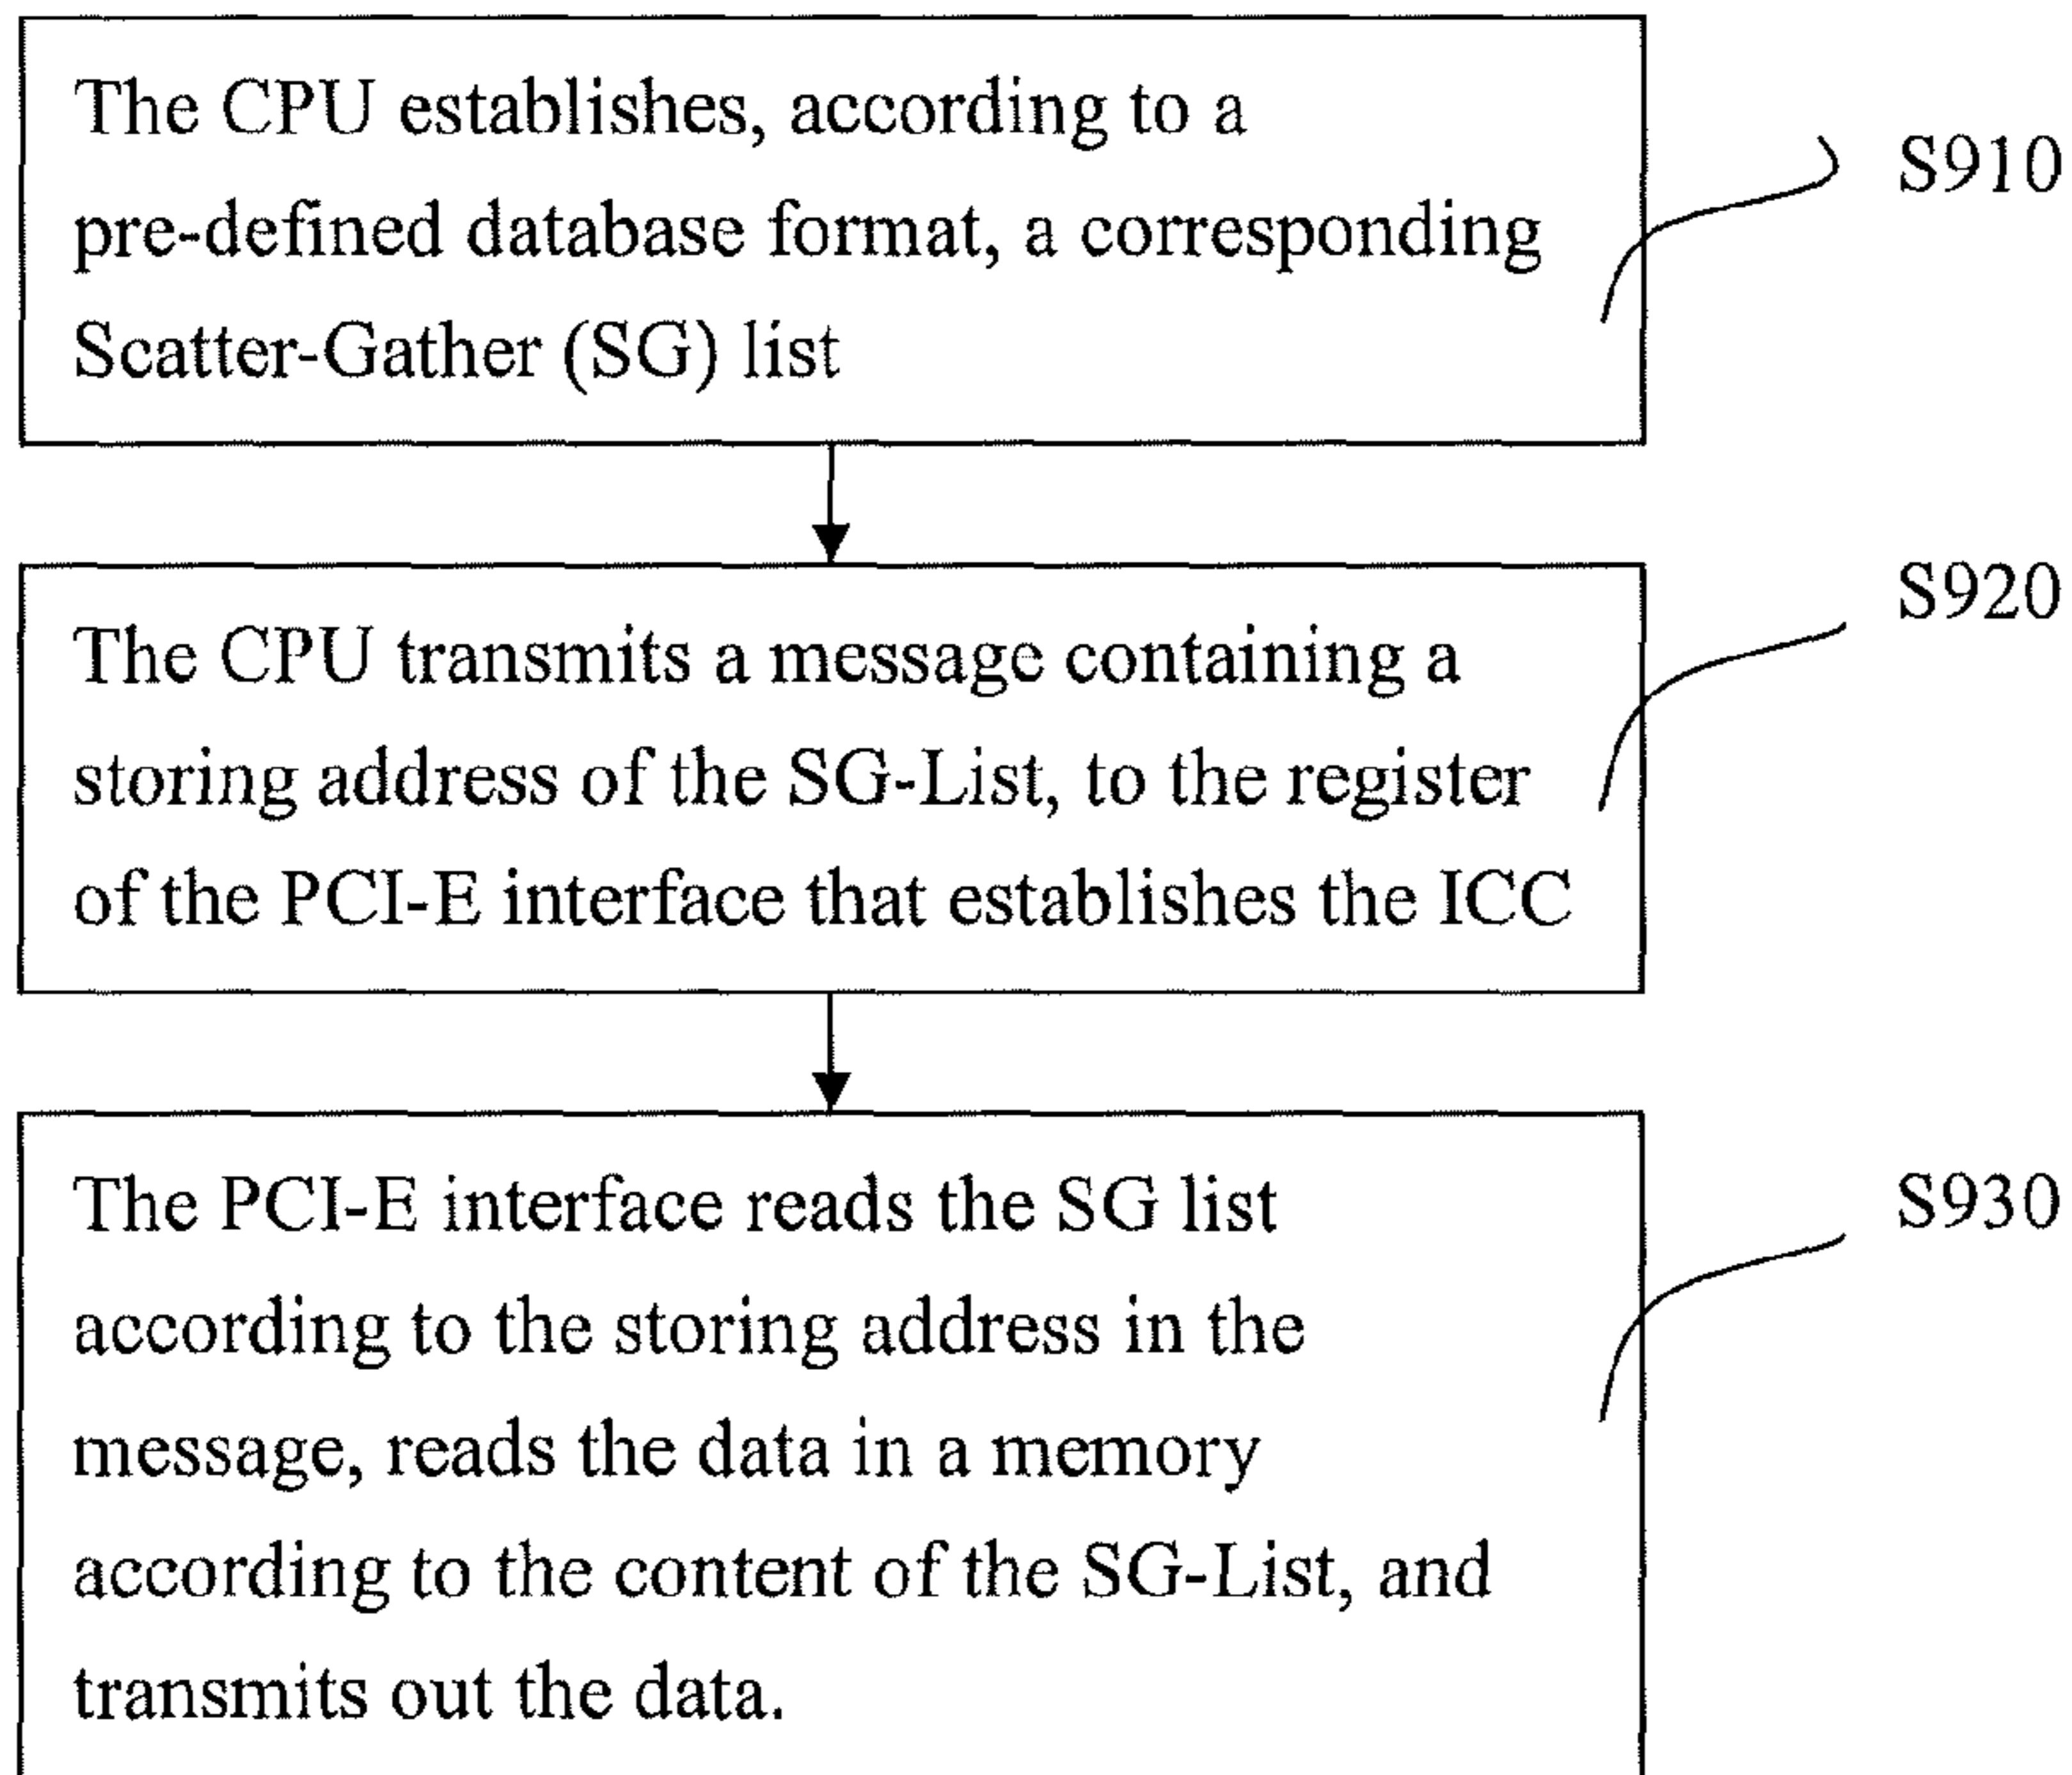 The CPU establishes, according to a
pre-defined database format, a corresponding
Scatter-Gather (SG) list
S910
The CPU transmits a message containing a
storing address of the SG-List, to the register
of the PCI-E interface that establishes the ICC
S920
The PCI-E interface reads the SG list
according to the storing address in the
message, reads the data in a memory
according to the content of the SG-List, and
transmits out the data.
S930